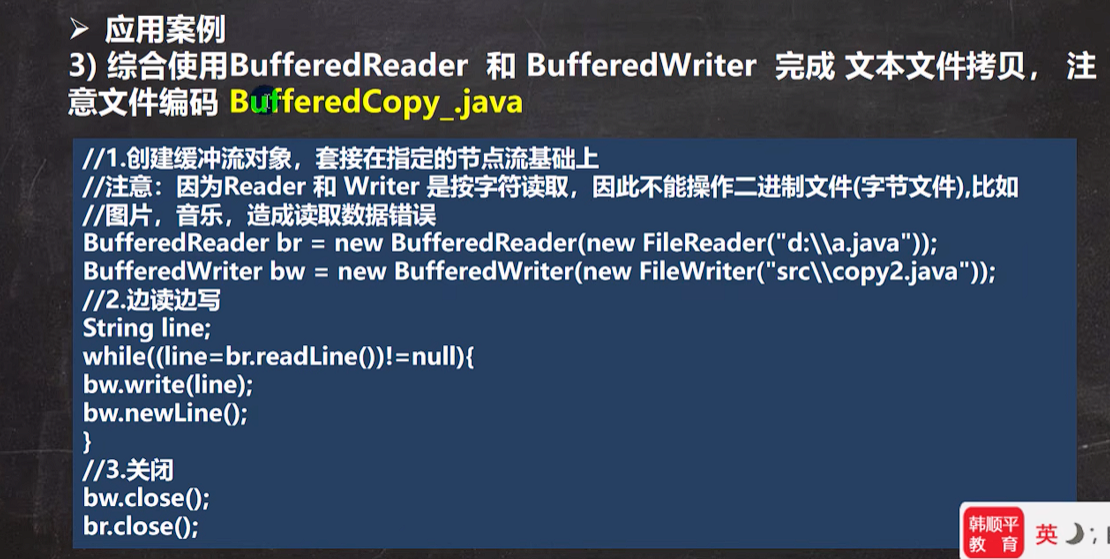 ➢ 应用案例
3) 综合使用BufferedReader 和 BufferedWriter 完成 文本文件拷贝， 注
意文件编码 BufferedCopy_.java
//1.创建缓冲流对象，套接在指定的节点流基础上
//注意：因为Reader 和 Writer 是按字符读取，因此不能操作二进制文件(字节文件),比如
//图片，音乐，造成读取数据错误
BufferedReader br = new BufferedReader(new FileReader("d:\\a.java"));
BufferedWriter bw = new BufferedWriter(new FileWriter("src\\copy2.java"));
//2.边读边写
String line;
while((line=br.readLine())!=null){
bw.write(line);
bw.newLine();
}
//3.关闭
bw.close();
br.close();
韩顺平
教 育
英 ;